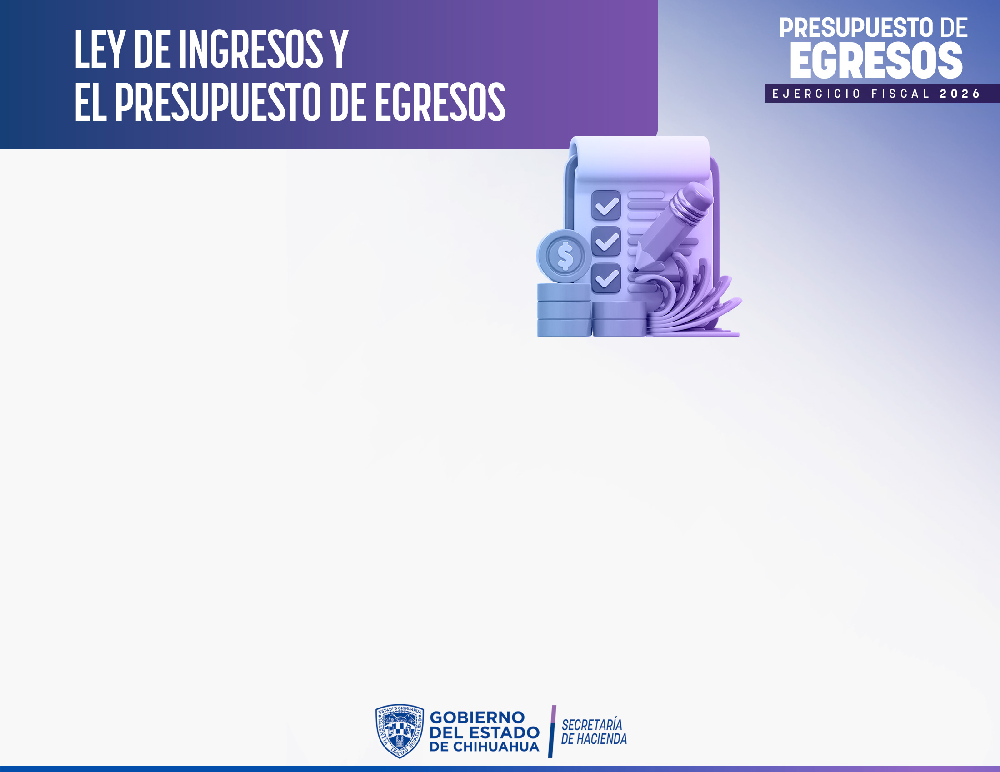 LEY DE INGRESOS Y
EL PRESUPUESTO DE EGRESOS
PRESUPUESTO DE
EGRESOS
EJERCICIO FISCAL 2026
$
ESTADO D CHIHUAHUA
VALENTIA
LEALTAD
HOSPITALIDAD
GOBIERNO
DEL ESTADO
DE CHIHUAHUA
SECRETARÍA
DE HACIENDA